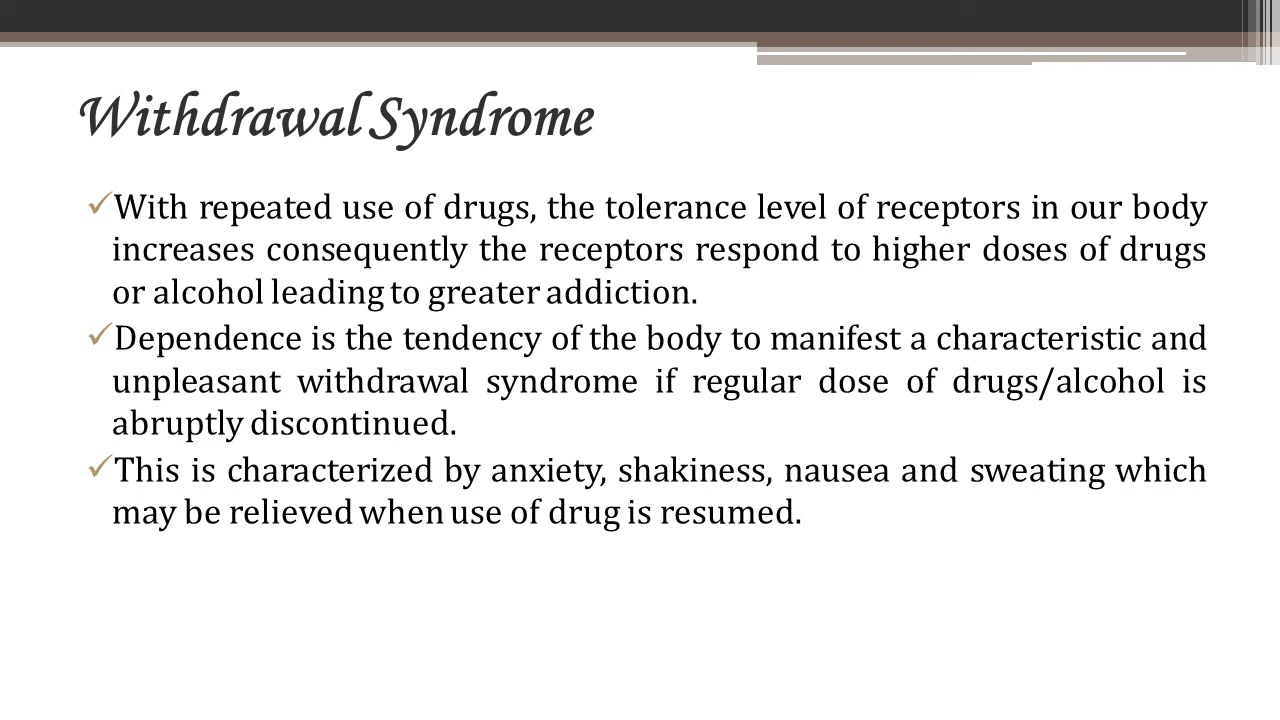 Withdrawal Syndrome
✓With repeated use of drugs, the tolerance level of receptors in our body
increases consequently the receptors respond to higher doses of drugs
or alcohol leading to greater addiction.
✓Dependence is the tendency of the body to manifest a characteristic and
unpleasant withdrawal syndrome if regular dose of drugs/alcohol is
abruptly discontinued.
✓This is characterized by anxiety, shakiness, nausea and sweating which
may be relieved when use of drug is resumed.